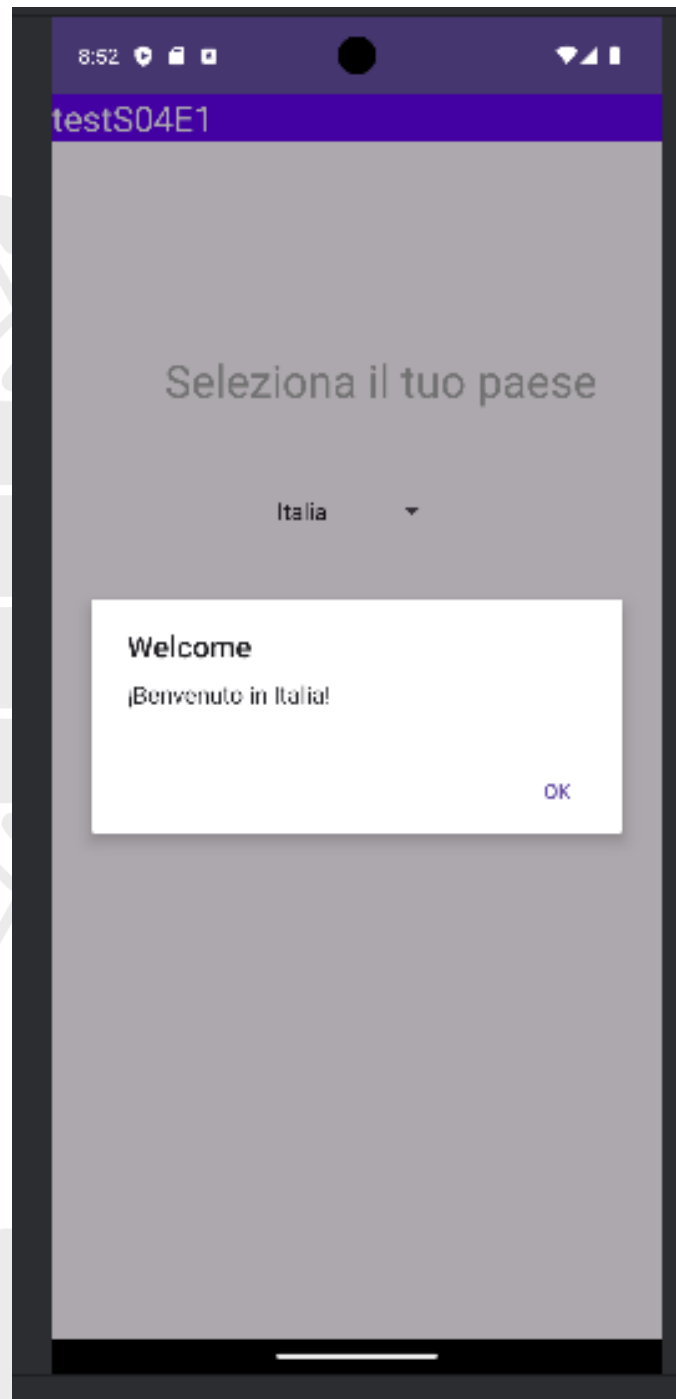 8:52
testS04E1
Seleziona il tuo paese
Italia
Welcome
¡Benvenuto in Italia!
OK